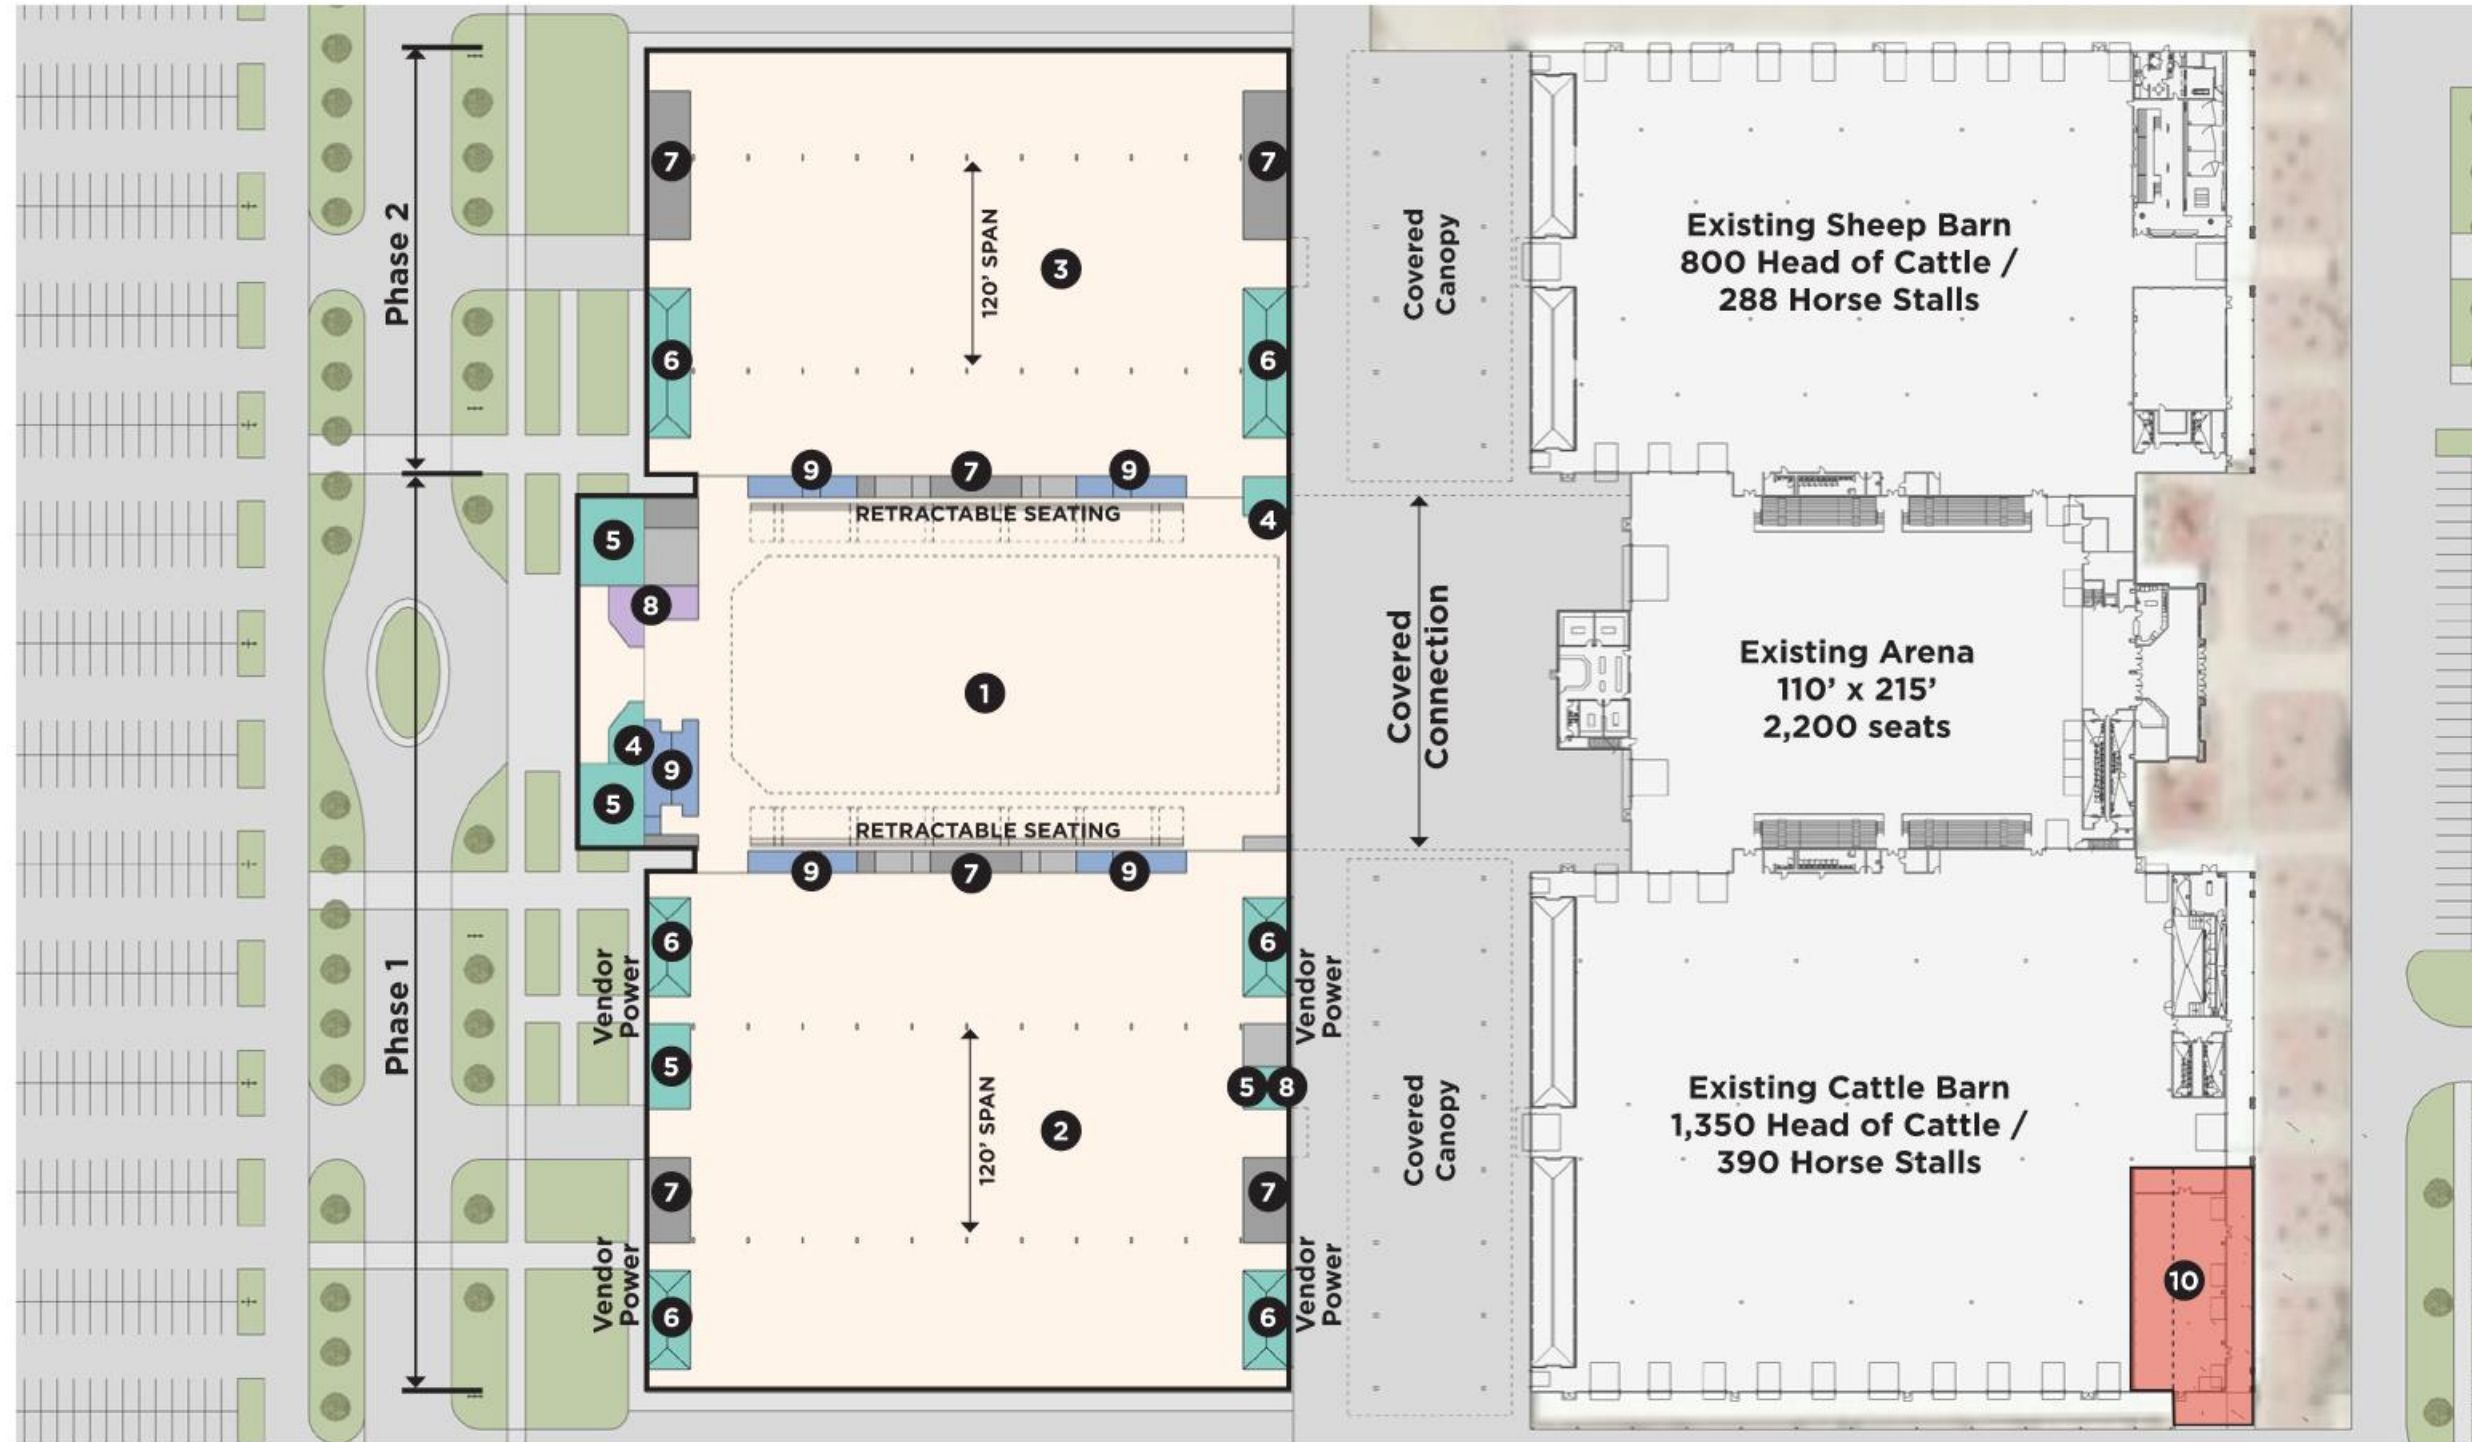 Phase 2
7
7
120' SPAN
3
6
6
9
7
9
RETRACTABLE SEATING
4
5
8
1
4
9
5
RETRACTABLE SEATING
9
7
9
Phase 1
6
6
Vendor
Power
Vendor
Power
5
5
8
120' SPAN
2
7
7
Vendor
Power
Vendor
Power
6
6
Covered
Canopy
Covered
Connection
Covered
Canopy
Existing Sheep Barn
800 Head of Cattle /
288 Horse Stalls
Existing Arena
110' x 215'
2,200 seats
Existing Cattle Barn
1,350 Head of Cattle /
390 Horse Stalls
10